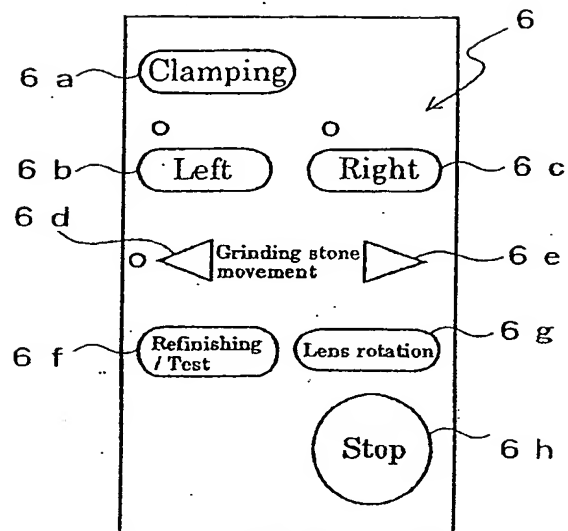 6
6 a
Clamping
6 b
Left
Right
6 c
6 d
Grinding stone
movement
6 e
6 f
Refinishing
/ Test
Lens rotation
6 g
Stop
6 h